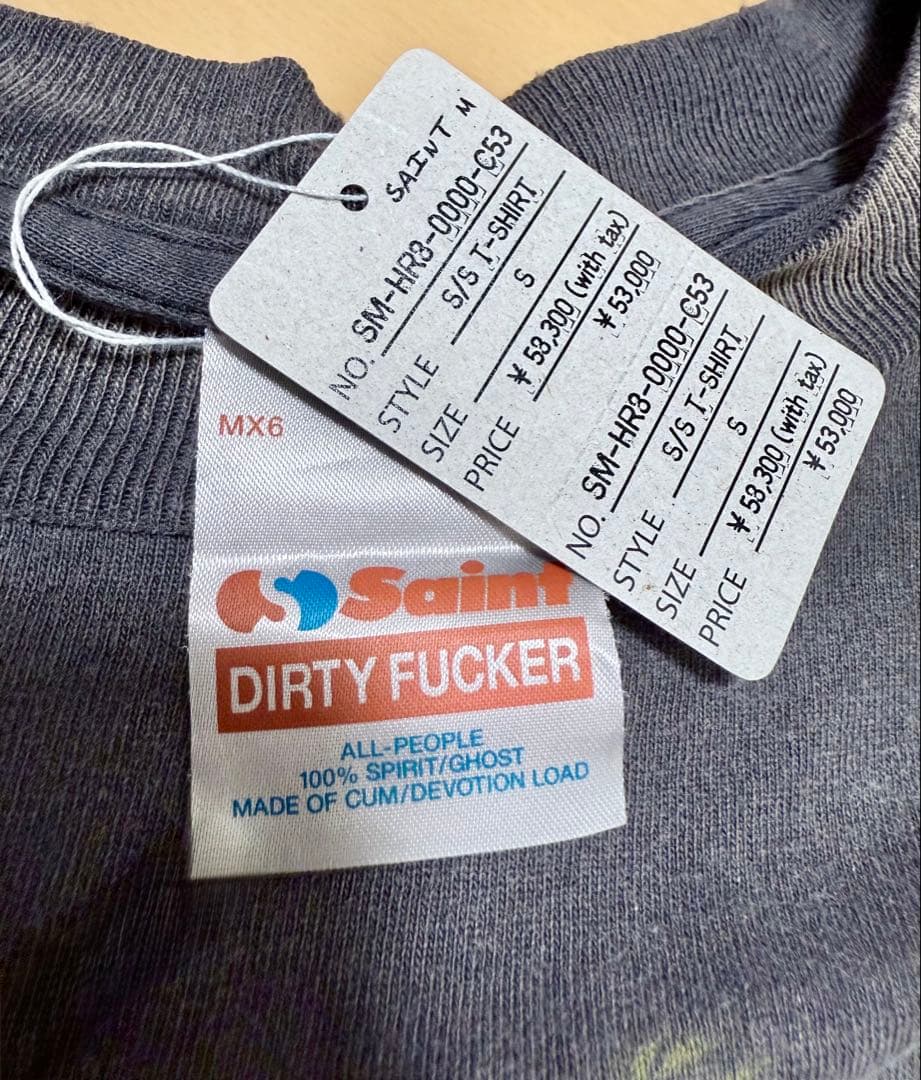 SAINT M
NO. SM-HR3-0000-C53
STYLE S/S T-SHIRT
SIZE S
PRICE ¥ 58,300 (with tax)
¥ 53,000
NO. SM-HR3-0000-C53
STYLE S/S T-SHIRT
SIZE S
PRICE ¥ 58,300 (with tax)
¥ 53,000
MX6
Saint
DIRTY FUCKER
ALL-PEOPLE
100% SPIRIT/GHOST
MADE OF CUM/DEVOTION LOAD